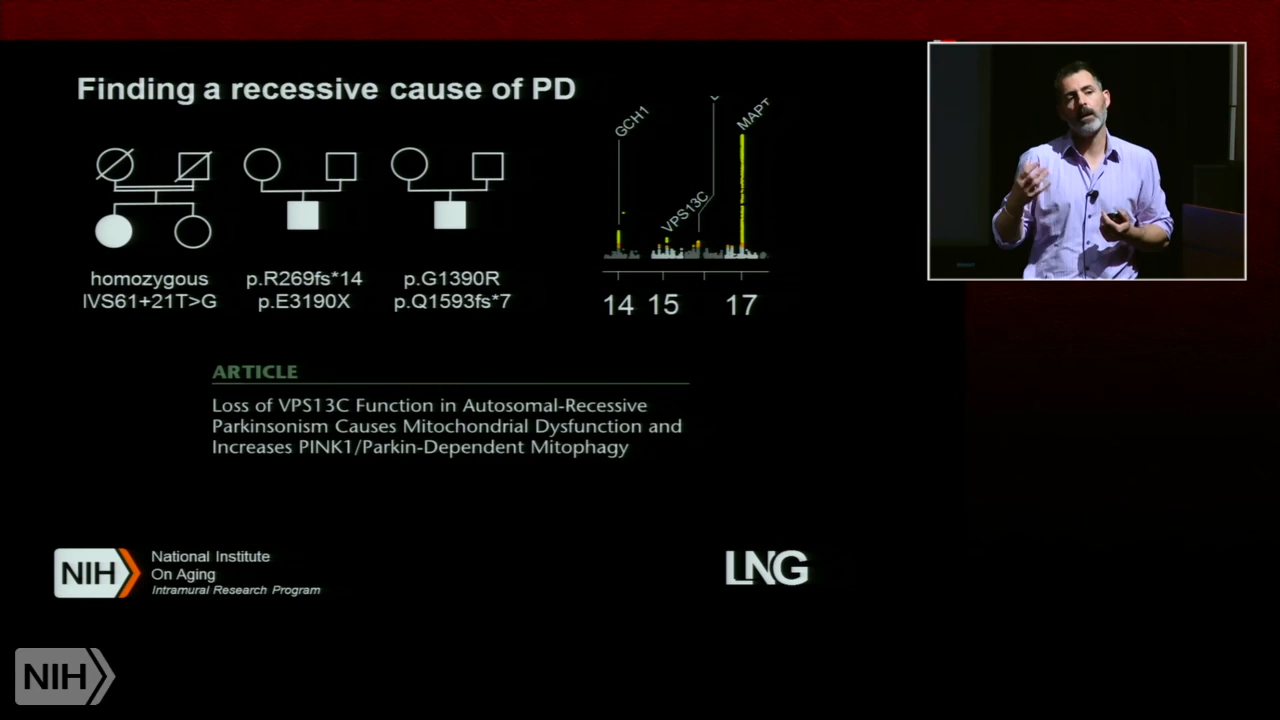 Finding a recessive cause of PD
homozygous
IVS61+21T>G
p.R269fs*14
p.E3190X
p.G1390R
p.Q1593fs*7
GCH1
VPS13C
MAPT
14 15 17
ARTICLE
Loss of VPS13C Function in Autosomal-Recessive
Parkinsonism Causes Mitochondrial Dysfunction and
Increases PINK1/Parkin-Dependent Mitophagy
NIH
National Institute
On Aging
Intramural Research Program
LNG
NIH